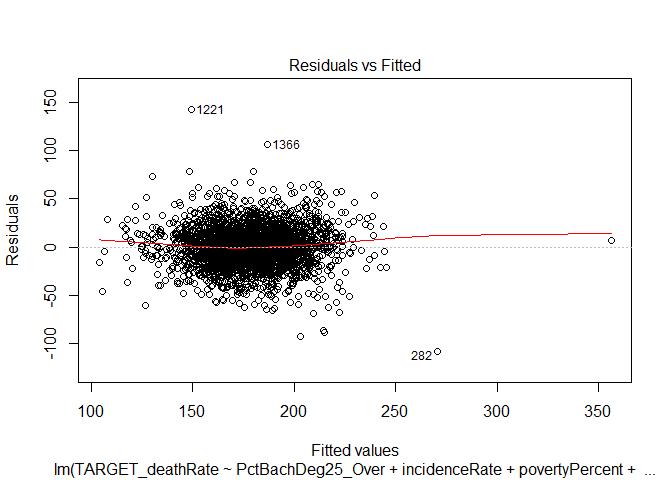 Residuals vs Fitted
150
100
50
0
-50
-100
Residuals
1221
1366
282
100 150 200 250 300 350
Fitted values
lm(TARGET_deathRate ~ PctBachDeg25_Over + incidenceRate + povertyPercent + ...